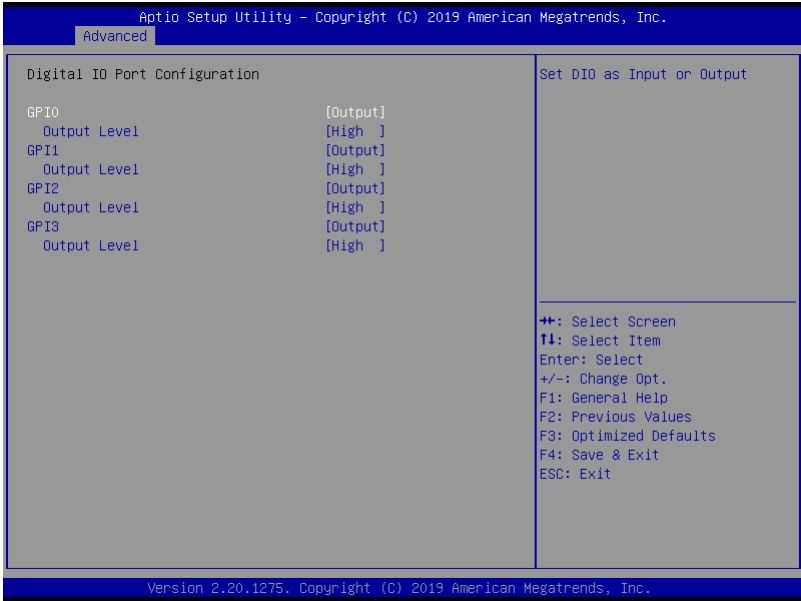 Aptio Setup Utility – Copyright (C) 2019 American Megatrends, Inc.
Advanced
Digital IO Port Configuration
GPI0 [Output]
Output Level [High ]
GPI1 [Output]
Output Level [High ]
GPI2 [Output]
Output Level [High ]
GPI3 [Output]
Output Level [High ]
Set DIO as Input or Output
→←: Select Screen
↑↓: Select Item
Enter: Select
+/-: Change Opt.
F1: General Help
F2: Previous Values
F3: Optimized Defaults
F4: Save & Exit
ESC: Exit
Version 2.20.1275. Copyright (C) 2019 American Megatrends, Inc.